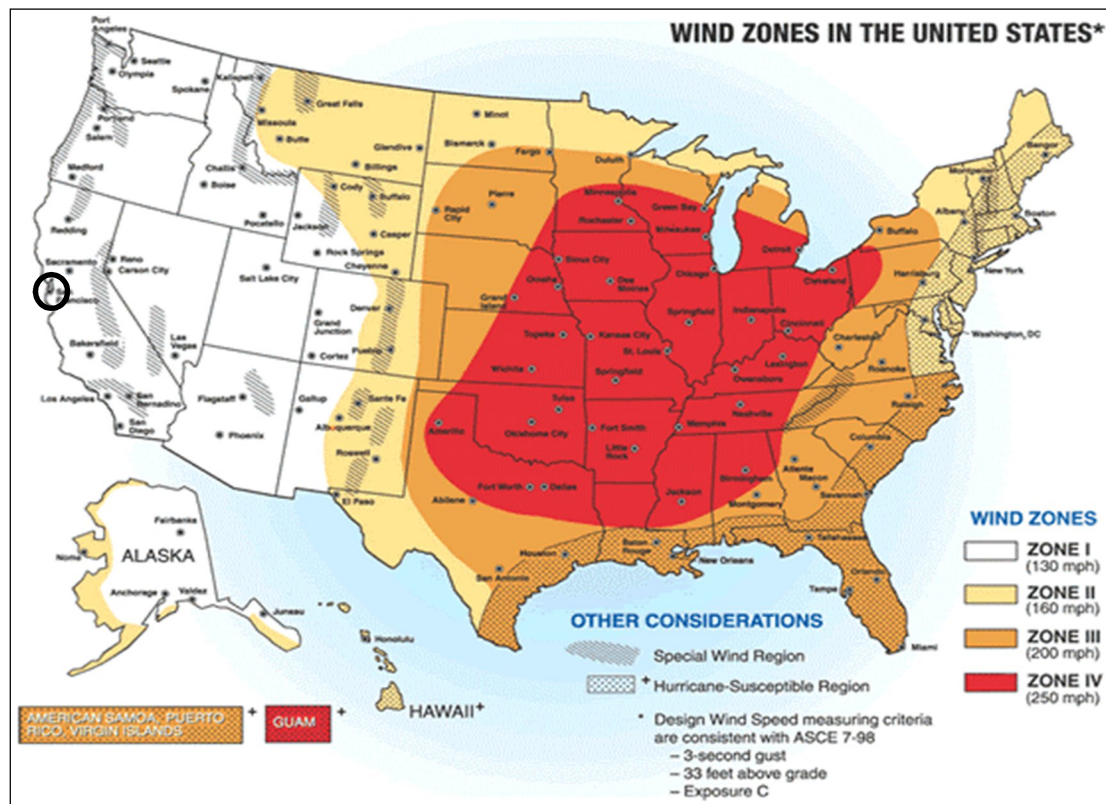 WIND ZONES IN THE UNITED STATES*
Port
Angeles
Seattle
Olympia
Spokane
Kalispell
Great Falls
Missoula
Butte
Glendive
Billings
Minot
Bismarck
Fargo
Duluth
Portland
Salem
Medford
Challis
Boise
Pocatello
Jackson
Cody
Buffalo
Casper
Rock Springs
Cheyenne
Rapid
City
Pierre
Minneapolis
Rochester
Green Bay
Milwaukee
Detroit
Buffalo
Albany
Montpelier
Bangor
Boston
New York
Harrisburg
Washington, DC
Redding
Sacramento
San
Francisco
Reno
Carson City
Salt Lake City
Grand
Junction
Cortez
Denver
Pueblo
Grand
Island
Omaha
Sioux City
Des
Moines
Chicago
Cleveland
Springfield
Indianapolis
Cincinnati
Charleston
Roanoke
Raleigh
Bakersfield
Las
Vegas
Los Angeles
San
Bernadino
San
Diego
Flagstaff
Phoenix
Gallup
Sante Fe
Albuquerque
Roswell
El Paso
Topeka
Kansas City
St. Louis
Wichita
Springfield
Tulsa
Oklahoma City
Amarillo
Fort Smith
Little
Rock
Owensboro
Lexington
Nashville
Memphis
Fort Worth
Dallas
Abilene
Jackson
Birmingham
Montgomery
Atlanta
Macon
Columbia
Savannah
Tallahassee
Orlando
Tampa
Miami
Houston
San Antonio
Baton
Rouge
New Orleans
Fairbanks
Nome
ALASKA
Anchorage
Valdez
Juneau
Honolulu
HAWAII+
AMERICAN SAMOA, PUERTO
RICO, VIRGIN ISLANDS
+
GUAM
+
OTHER CONSIDERATIONS
Special Wind Region
+ Hurricane-Susceptible Region
* Design Wind Speed measuring criteria
are consistent with ASCE 7-98
– 3-second gust
– 33 feet above grade
– Exposure C
WIND ZONES
ZONE I
(130 mph)
ZONE II
(160 mph)
ZONE III
(200 mph)
ZONE IV
(250 mph)